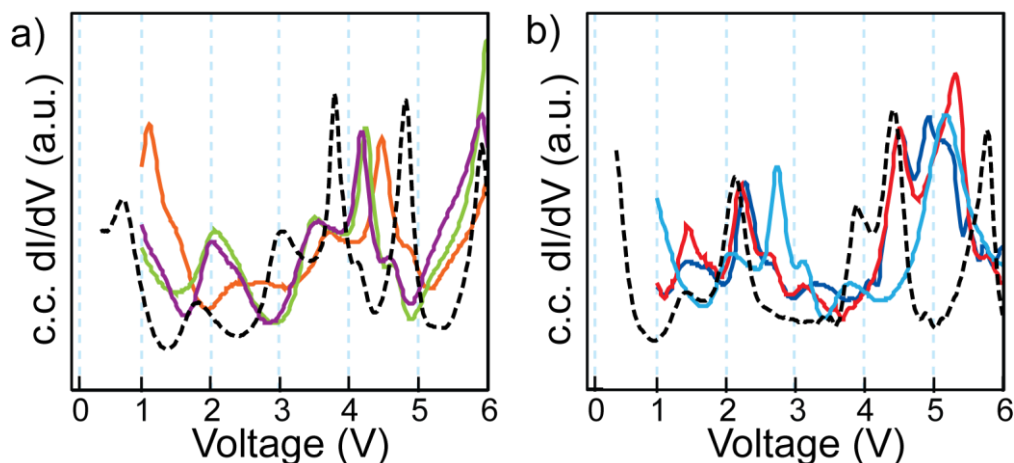 a)
c.c. dI/dV (a.u.)
0 1 2 3 4 5 6
Voltage (V)
b)
c.c. dI/dV (a.u.)
0 1 2 3 4 5 6
Voltage (V)